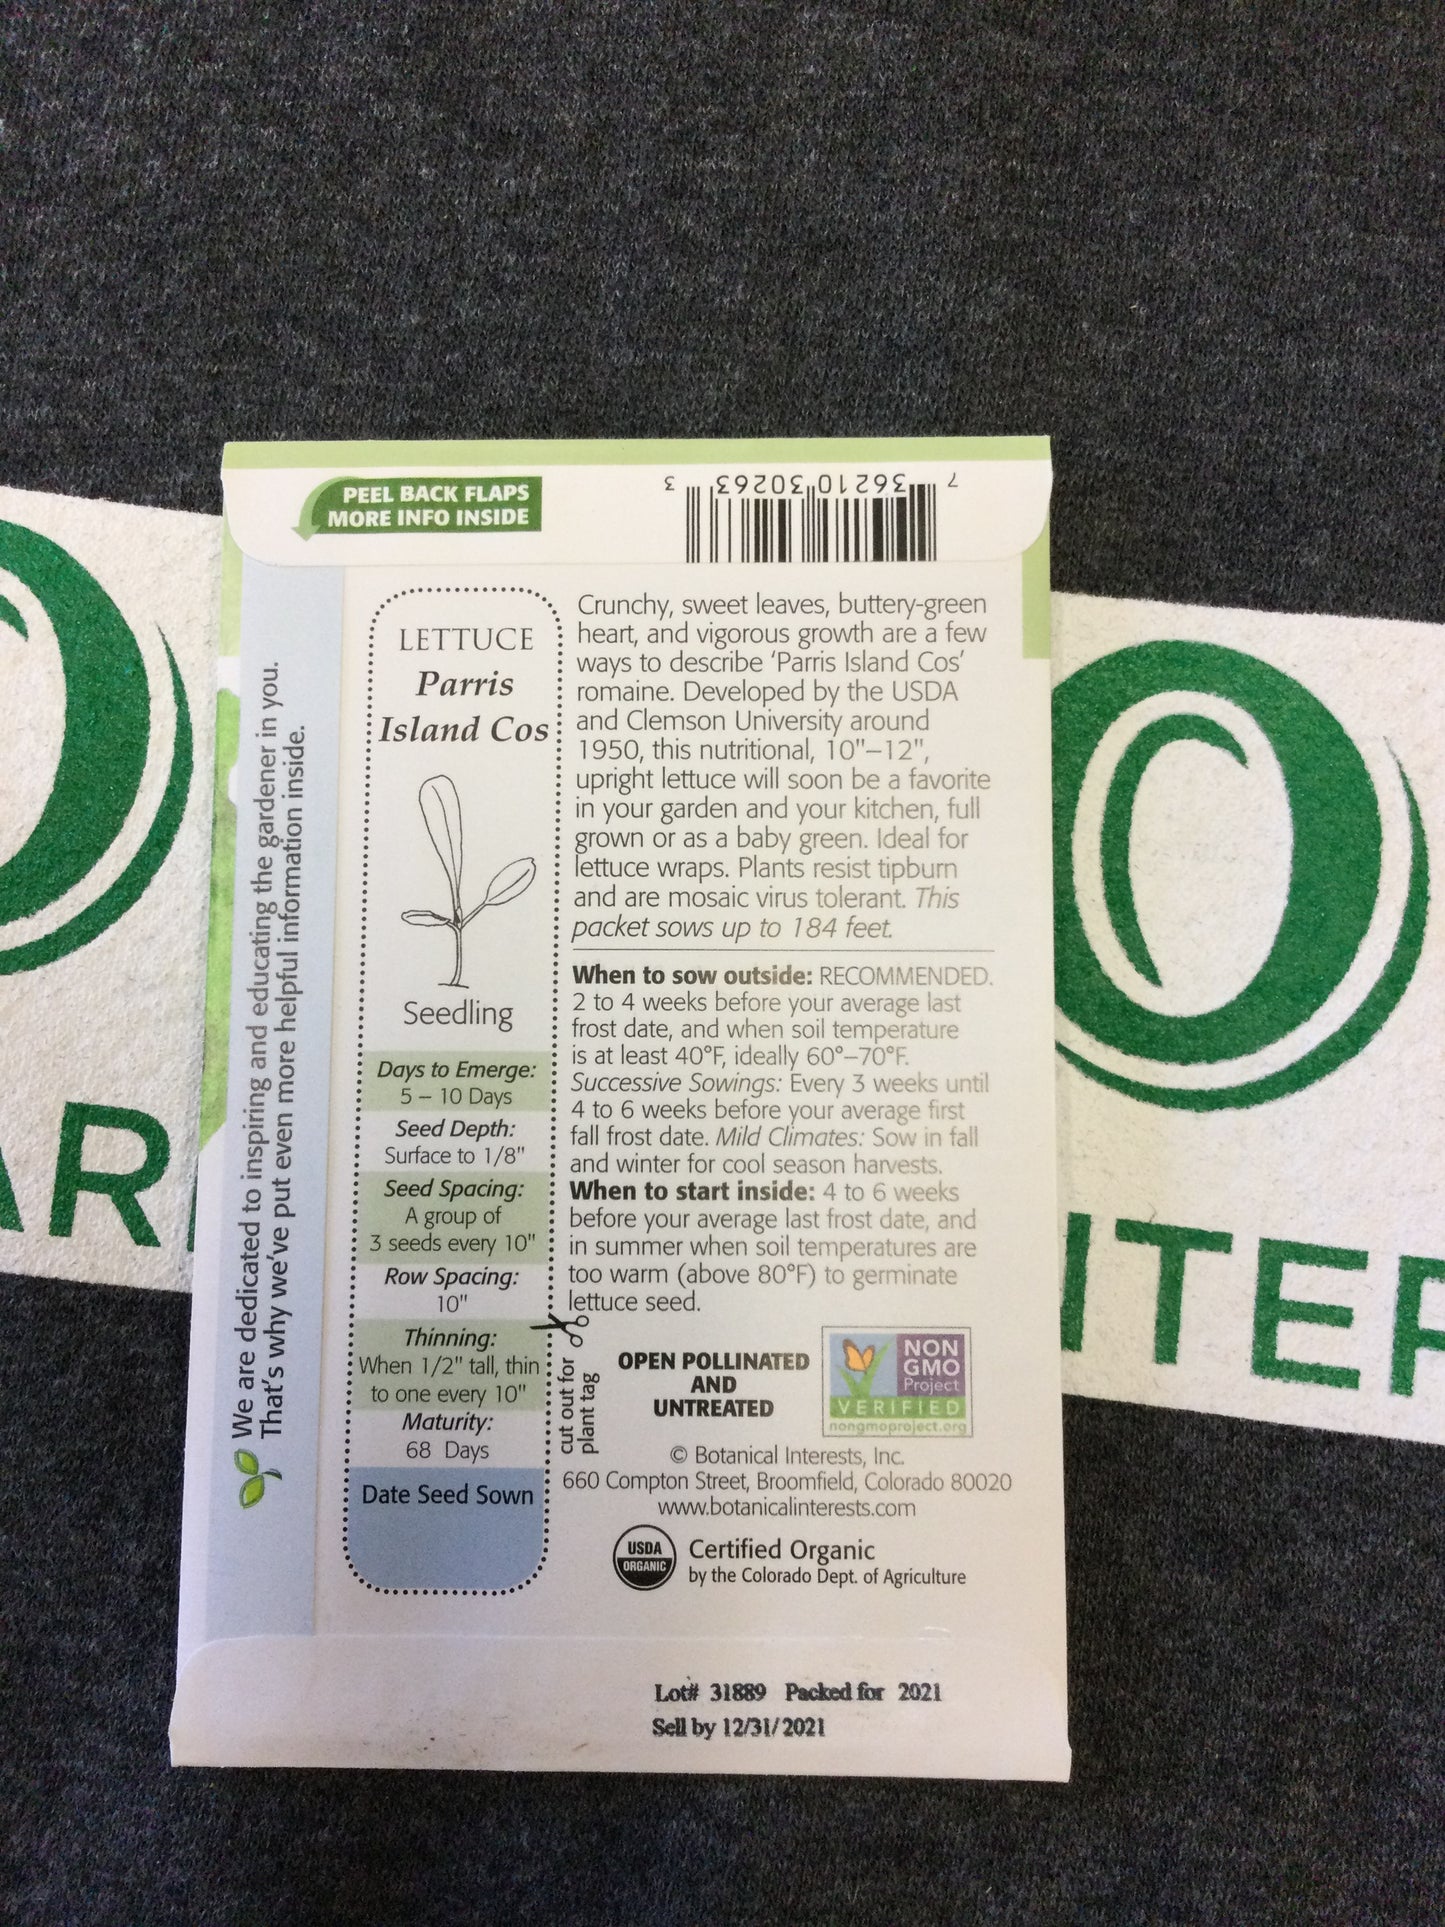 PEEL BACK FLAPS
MORE INFO INSIDE
7 36210 30263 3
We are dedicated to inspiring and educating the gardener in you.
That's why we've put even more helpful information inside.
LETTUCE
Parris
Island Cos
Seedling
Days to Emerge:
5 – 10 Days
Seed Depth:
Surface to 1/8"
Seed Spacing:
A group of
3 seeds every 10"
Row Spacing:
10"
Thinning:
When 1/2" tall, thin
to one every 10"
Maturity:
68 Days
Date Seed Sown
cut out for
plant tag
Crunchy, sweet leaves, buttery-green
heart, and vigorous growth are a few
ways to describe ‘Parris Island Cos’
romaine. Developed by the USDA
and Clemson University around
1950, this nutritional, 10"–12",
upright lettuce will soon be a favorite
in your garden and your kitchen, full
grown or as a baby green. Ideal for
lettuce wraps. Plants resist tipburn
and are mosaic virus tolerant. This
packet sows up to 184 feet.
When to sow outside: RECOMMENDED.
2 to 4 weeks before your average last
frost date, and when soil temperature
is at least 40°F, ideally 60°–70°F.
Successive Sowings: Every 3 weeks until
4 to 6 weeks before your average first
fall frost date. Mild Climates: Sow in fall
and winter for cool season harvests.
When to start inside: 4 to 6 weeks
before your average last frost date, and
in summer when soil temperatures are
too warm (above 80°F) to germinate
lettuce seed.
OPEN POLLINATED
AND
UNTREATED
NON
GMO
Project
VERIFIED
nongmoproject.org
© Botanical Interests, Inc.
660 Compton Street, Broomfield, Colorado 80020
www.botanicalinterests.com
USDA
ORGANIC
Certified Organic
by the Colorado Dept. of Agriculture
Lot# 31889 Packed for 2021
Sell by 12/31/2021
O
AR
ITER